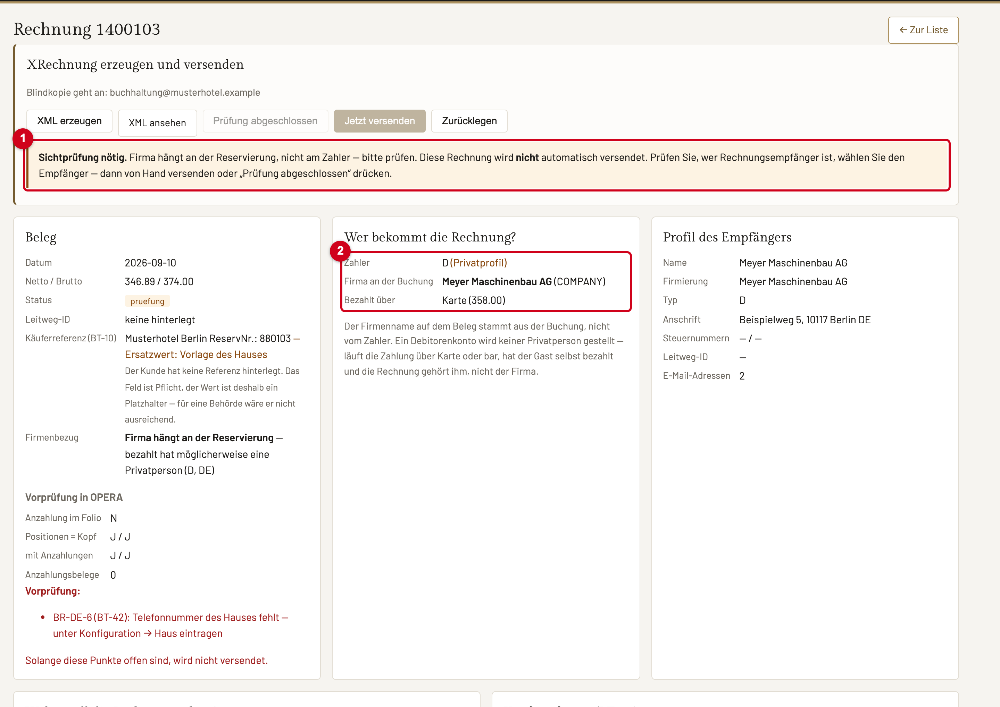 Rechnung 1400103
← Zur Liste
XRechnung erzeugen und versenden
Blindkopie geht an: buchhaltung@musterhotel.example
XML erzeugen
XML ansehen
Prüfung abgeschlossen
Jetzt versenden
Zurücklegen
1
Sichtprüfung nötig. Firma hängt an der Reservierung, nicht am Zahler – bitte prüfen. Diese Rechnung wird nicht automatisch versendet. Prüfen Sie, wer Rechnungsempfänger ist, wählen Sie den
Empfänger – dann von Hand versenden oder „Prüfung abgeschlossen“ drücken.
Beleg
Datum 2026-09-10
Netto / Brutto 346.89 / 374.00
Status pruefung
Leitweg-ID keine hinterlegt
Käuferreferenz (BT-10) Musterhotel Berlin ReservNr.: 880103 –
Ersatzwert: Vorlage des Hauses
Der Kunde hat keine Referenz hinterlegt. Das
Feld ist Pflicht, der Wert ist deshalb ein
Platzhalter – für eine Behörde wäre er nicht
ausreichend.
Firmenbezug Firma hängt an der Reservierung –
bezahlt hat möglicherweise eine
Privatperson (D, DE)
Vorprüfung in OPERA
Anzahlung im Folio N
Positionen = Kopf J / J
mit Anzahlungen J / J
Anzahlungsbelege 0
Vorprüfung:
• BR-DE-6 (BT-42): Telefonnummer des Hauses fehlt –
unter Konfiguration → Haus eintragen
Solange diese Punkte offen sind, wird nicht versendet.
Wer bekommt die Rechnung?
2
Zahler D (Privatprofil)
Firma an der Buchung Meyer Maschinenbau AG (COMPANY)
Bezahlt über Karte (358.00)
Der Firmenname auf dem Beleg stammt aus der Buchung, nicht
vom Zahler. Ein Debitorenkonto wird keiner Privatperson gestellt –
läuft die Zahlung über Karte oder bar, hat der Gast selbst bezahlt
und die Rechnung gehört ihm, nicht der Firma.
Profil des Empfängers
Name Meyer Maschinenbau AG
Firmierung Meyer Maschinenbau AG
Typ D
Anschrift Beispielweg 5, 10117 Berlin DE
Steuernummern – / –
Leitweg-ID –
E-Mail-Adressen 2